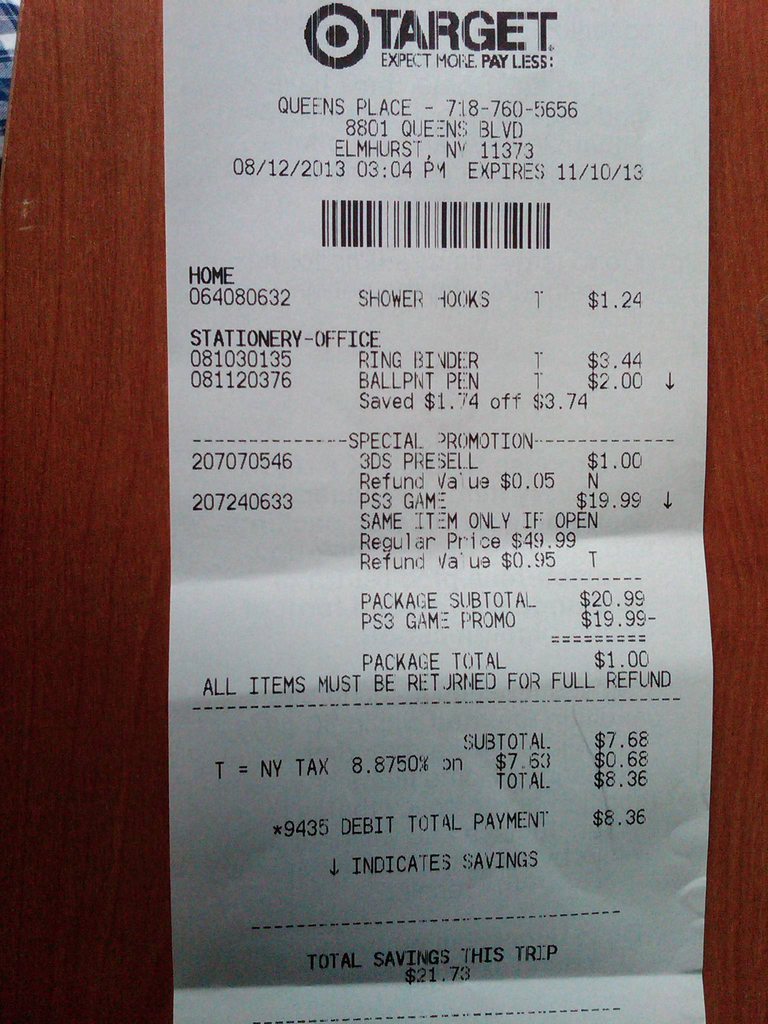 TARGET
EXPECT MORE. PAY LESS:
QUEENS PLACE - 718-760-5656
8801 QUEENS BLVD
ELMHURST, NY 11373
08/12/2013 03:04 PM EXPIRES 11/10/13
HOME
064080632 SHOWER HOOKS T $1.24
STATIONERY-OFFICE
081030135 RING BINDER T $3.44
081120376 BALLPNT PEN T $2.00 ↓
Saved $1.74 off $3.74
---------------SPECIAL PROMOTION--------------
207070546 3DS PRESELL $1.00
Refund Value $0.05 N
207240633 PS3 GAME $19.99 ↓
SAME ITEM ONLY IF OPEN
Regular Price $49.99
Refund Value $0.95 T
---------
PACKAGE SUBTOTAL $20.99
PS3 GAME PROMO $19.99-
=========
PACKAGE TOTAL $1.00
ALL ITEMS MUST BE RETURNED FOR FULL REFUND
-----------------------------------------------
SUBTOTAL $7.68
T = NY TAX 8.8750% on $7.63 $0.68
TOTAL $8.36
*9435 DEBIT TOTAL PAYMENT $8.36
↓ INDICATES SAVINGS
------------------------------------
TOTAL SAVINGS THIS TRIP
$21.73
------------------------------------